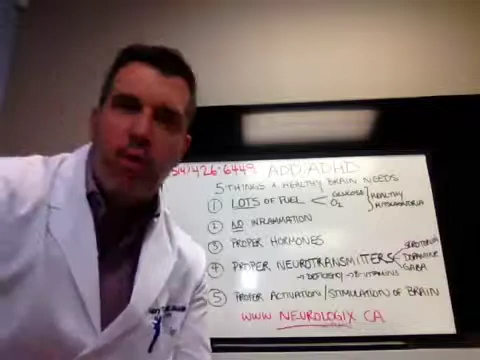 514) 426-6449 ADD/ADHD
5 THINGS A HEALTHY BRAIN NEEDS
① LOTS OF FUEL < GLUCOSE O₂ } HEALTHY MITOCHONDRIA
② NO INFLAMMATION
③ PROPER HORMONES
④ PROPER NEUROTRANSMITTERS < SEROTONIN DOPAMINE GABA
→ DEFICIENCY → B-VITAMINS
⑤ PROPER ACTIVATION/STIMULATION OF BRAIN
WWW NEUROLOGIX CA